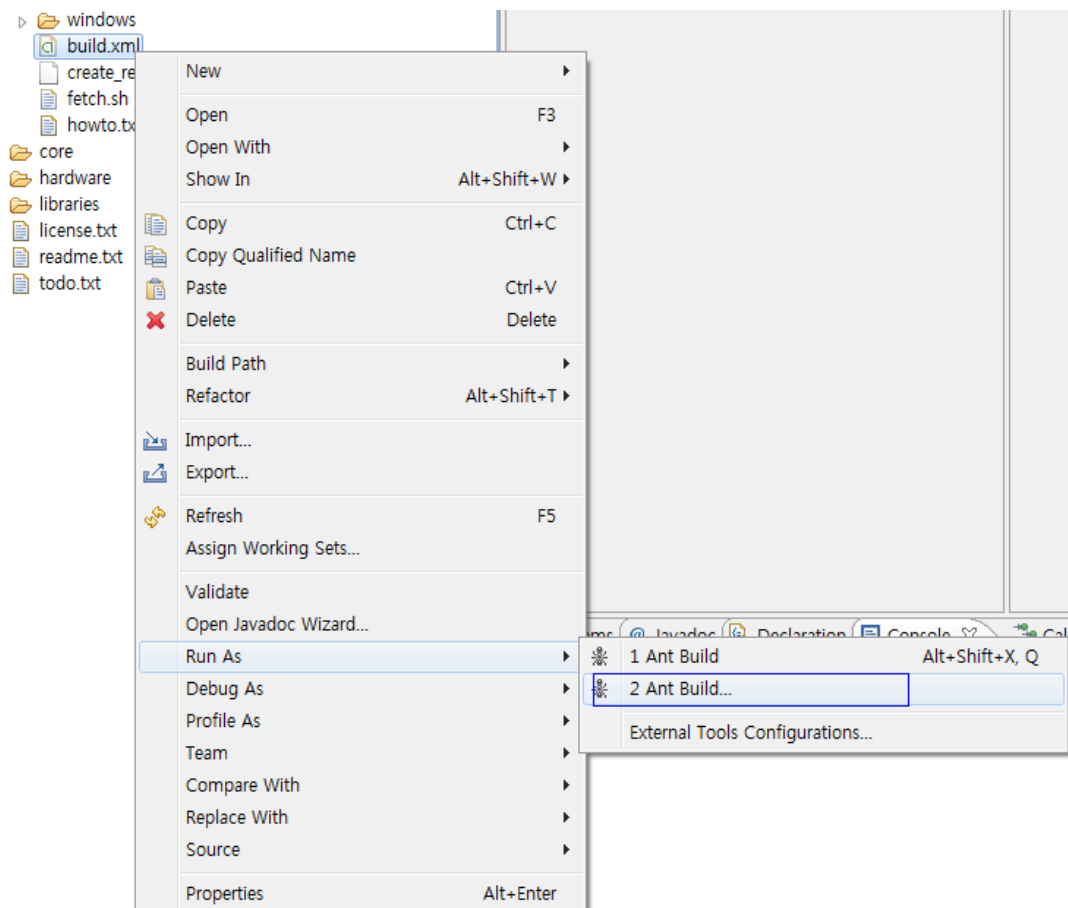 windows
build.xml
create_re
fetch.sh
howto.tx
core
hardware
libraries
license.txt
readme.txt
todo.txt
New
Open F3
Open With
Show In Alt+Shift+W
Copy Ctrl+C
Copy Qualified Name
Paste Ctrl+V
Delete Delete
Build Path
Refactor Alt+Shift+T
Import...
Export...
Refresh F5
Assign Working Sets...
Validate
Open Javadoc Wizard...
Run As
Debug As
Profile As
Team
Compare With
Replace With
Source
Properties Alt+Enter
ms @ Javadoc Declaration Console Cal
1 Ant Build Alt+Shift+X, Q
2 Ant Build...
External Tools Configurations...